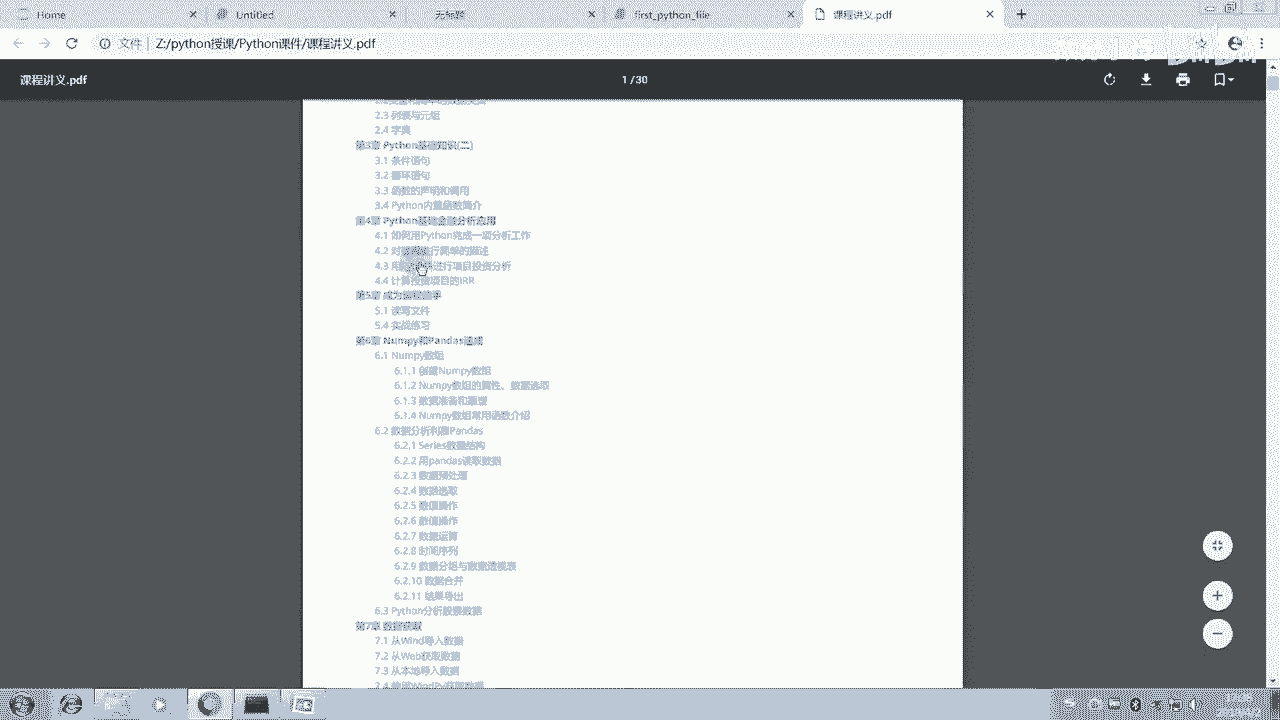 Home
Untitled
无标题
first_python_file
课程讲义.pdf
文件 Z:/python授课/Python课件/课程讲义.pdf
课程讲义.pdf
1 / 30
2.3 列表与元组
2.4 字典
第3章 Python基础知识(二)
3.1 条件语句
3.2 循环语句
3.3 函数的声明和调用
3.4 Python内置函数简介
第4章 Python基础金融分析应用
4.1 如何用Python完成一项分析工作
4.2 对数据进行简单的描述
4.3 用进行项目投资分析
4.4 计算投资项目的IRR
第5章 成为编程能手
5.1 读写文件
5.4 实战练习
第6章 Numpy和Pandas速成
6.1 Numpy数组
6.1.1 创建Numpy数组
6.1.2 Numpy数组的属性、数据选取
6.1.3 数据准备和重塑
6.1.4 Numpy数组常用函数介绍
6.2 数据分析利器Pandas
6.2.1 Series数据结构
6.2.2 用pandas读取数据
6.2.3 数据预处理
6.2.4 数据选取
6.2.5 数值操作
6.2.6 数值操作
6.2.7 数据运算
6.2.8 时间序列
6.2.9 数据分组与数据透视表
6.2.10 数据合并
6.2.11 结果导出
6.3 Python分析股票数据
第7章 数据获取
7.1 从Wind导入数据
7.2 从Web获取数据
7.3 从本地导入数据